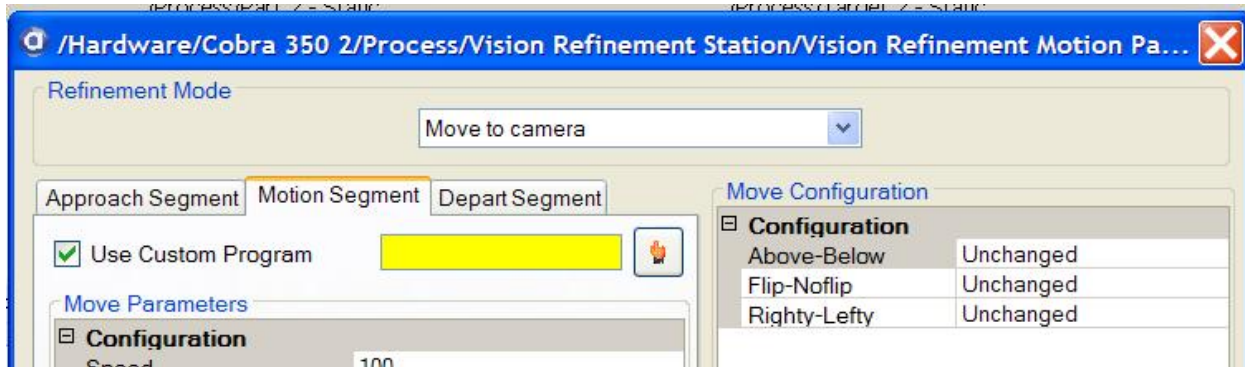 /Hardware/Cobra 350 2/Process/Vision Refinement Station/Vision Refinement Motion Pa...
Refinement Mode
Move to camera
Approach Segment Motion Segment Depart Segment
Use Custom Program
Move Parameters
Configuration
Speed 100
Move Configuration
Configuration
Above-Below Unchanged
Flip-Noflip Unchanged
Righty-Lefty Unchanged